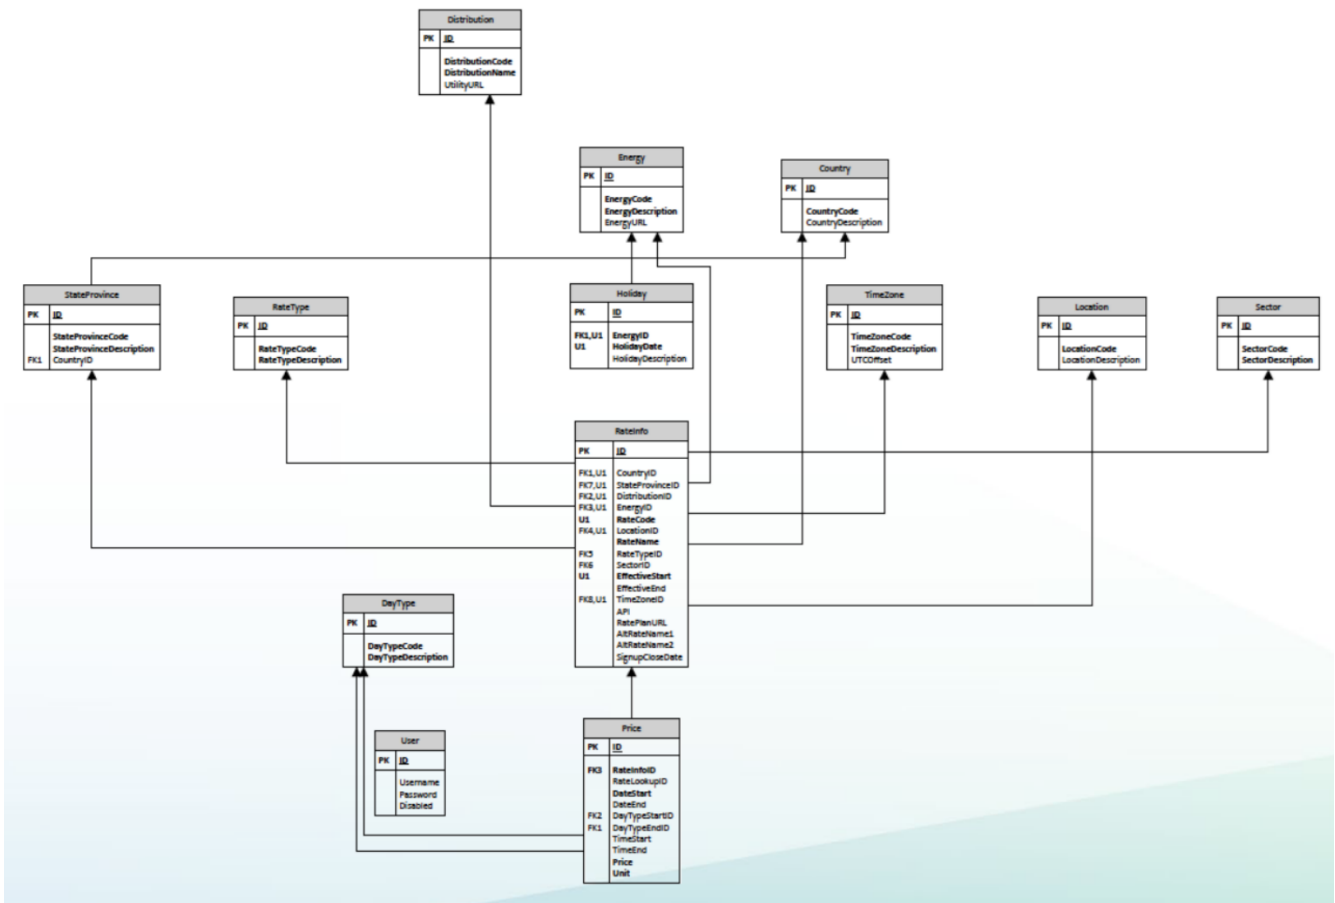 Distribution
PK ID
DistributionCode
DistributionName
UtilityURL
Energy
PK ID
EnergyCode
EnergyDescription
EnergyURL
Country
PK ID
CountryCode
CountryDescription
StateProvince
PK ID
StateProvinceCode
StateProvinceDescription
FK1 CountryID
RateType
PK ID
RateTypeCode
RateTypeDescription
Holiday
PK ID
FK1,U1 EnergyID
U1 HolidayDate
HolidayDescription
TimeZone
PK ID
TimeZoneCode
TimeZoneDescription
UTCOffset
Location
PK ID
LocationCode
LocationDescription
Sector
PK ID
SectorCode
SectorDescription
RateInfo
PK ID
FK1,U1 CountryID
FK7,U1 StateProvinceID
FK2,U1 DistributionID
FK3,U1 EnergyID
U1 RateCode
FK4,U1 LocationID
RateName
FK5 RateTypeID
FK6 SectorID
U1 EffectiveStart
EffectiveEnd
FK8,U1 TimeZoneID
API
RatePlanURL
AltRateName1
AltRateName2
SignupCloseDate
DayType
PK ID
DayTypeCode
DayTypeDescription
User
PK ID
Username
Password
Disabled
Price
PK ID
FK3 RateInfoID
RateLookupID
DateStart
DateEnd
FK2 DayTypeStartID
FK1 DayTypeEndID
TimeStart
TimeEnd
Price
Unit